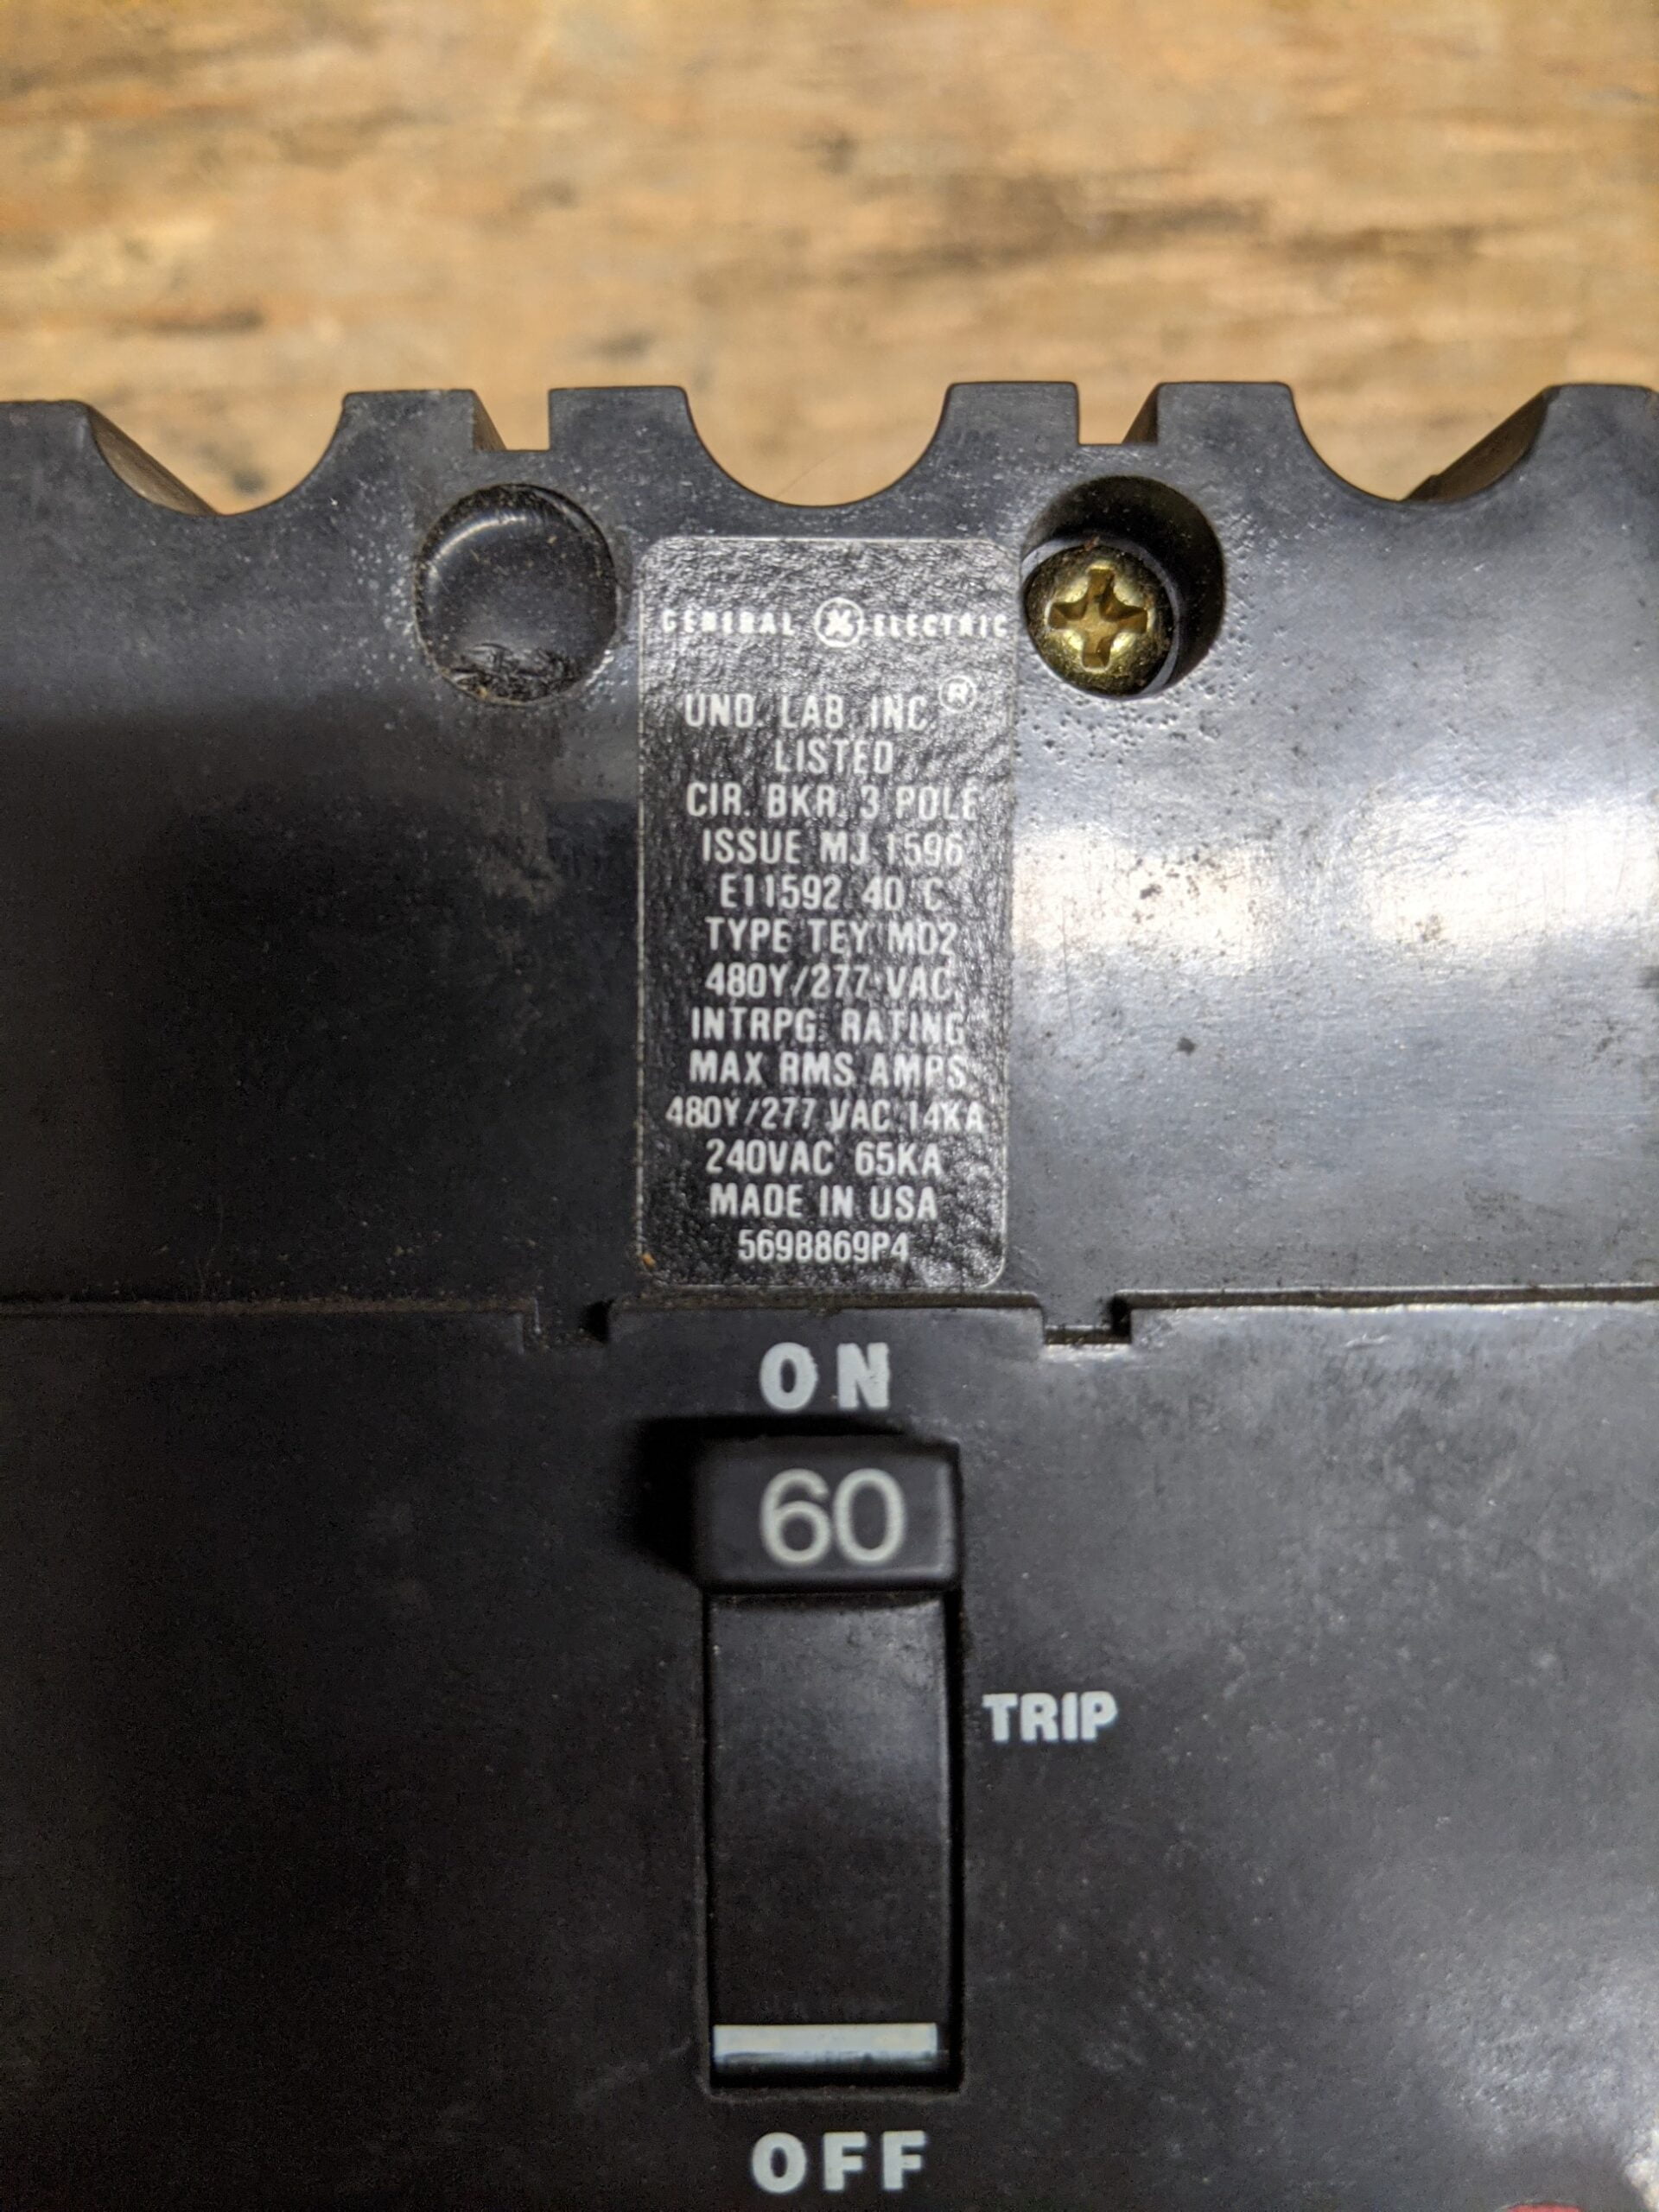 GENERAL GE ELECTRIC
UND. LAB. INC.®
LISTED
CIR. BKR. 3 POLE
ISSUE MJ 1596
E11592 40°C
TYPE TEY MD2
480Y/277 VAC
INTRPG. RATING
MAX RMS AMPS
480Y/277 VAC 14KA
240VAC 65KA
MADE IN USA
5698869P4
ON
60
TRIP
OFF